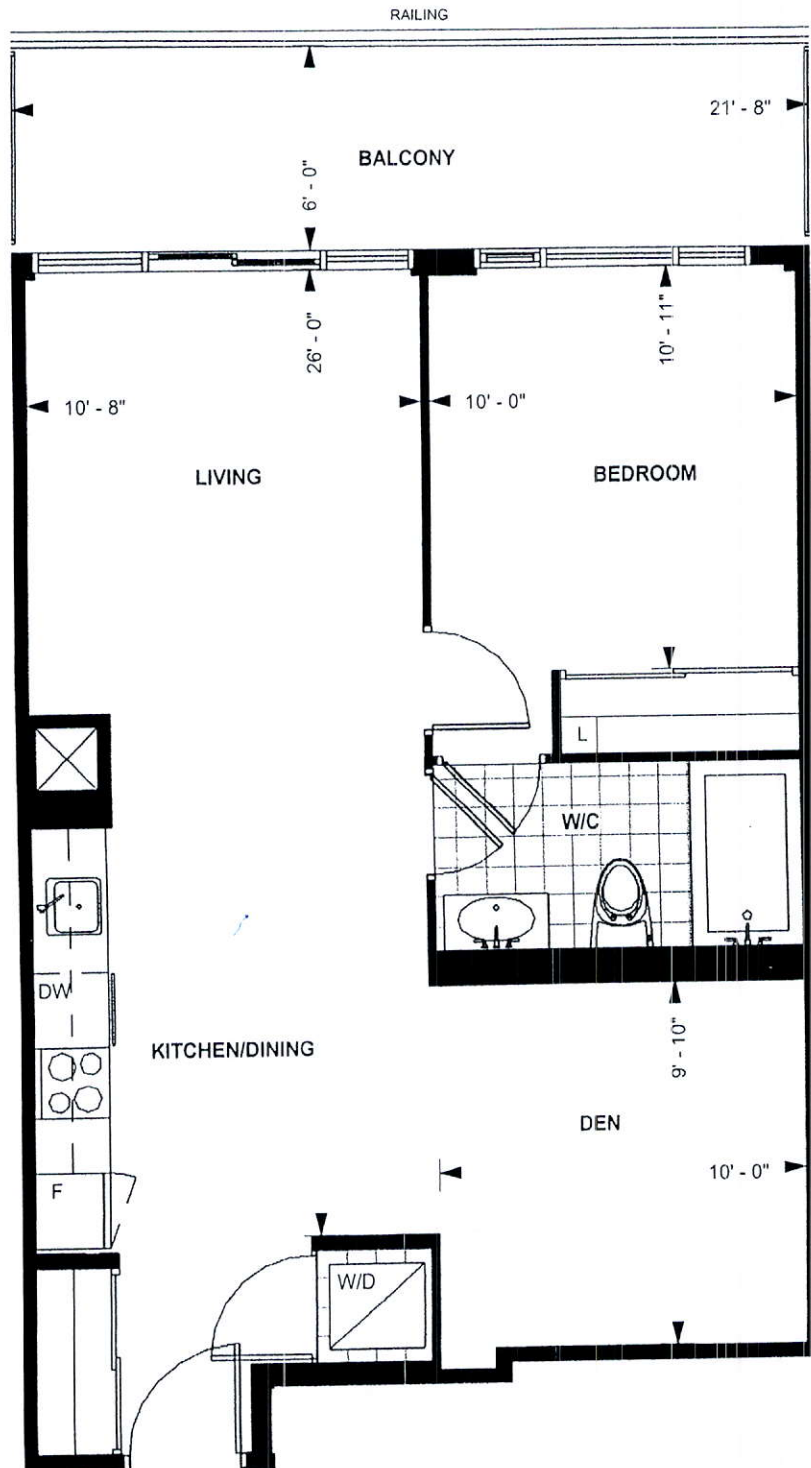 RAILING
21' - 8"
BALCONY
6' - 0"
26' - 0"
10' - 11"
10' - 8"
10' - 0"
LIVING
BEDROOM
L
W/C
DW
9' - 10"
KITCHEN/DINING
DEN
10' - 0"
F
W/D